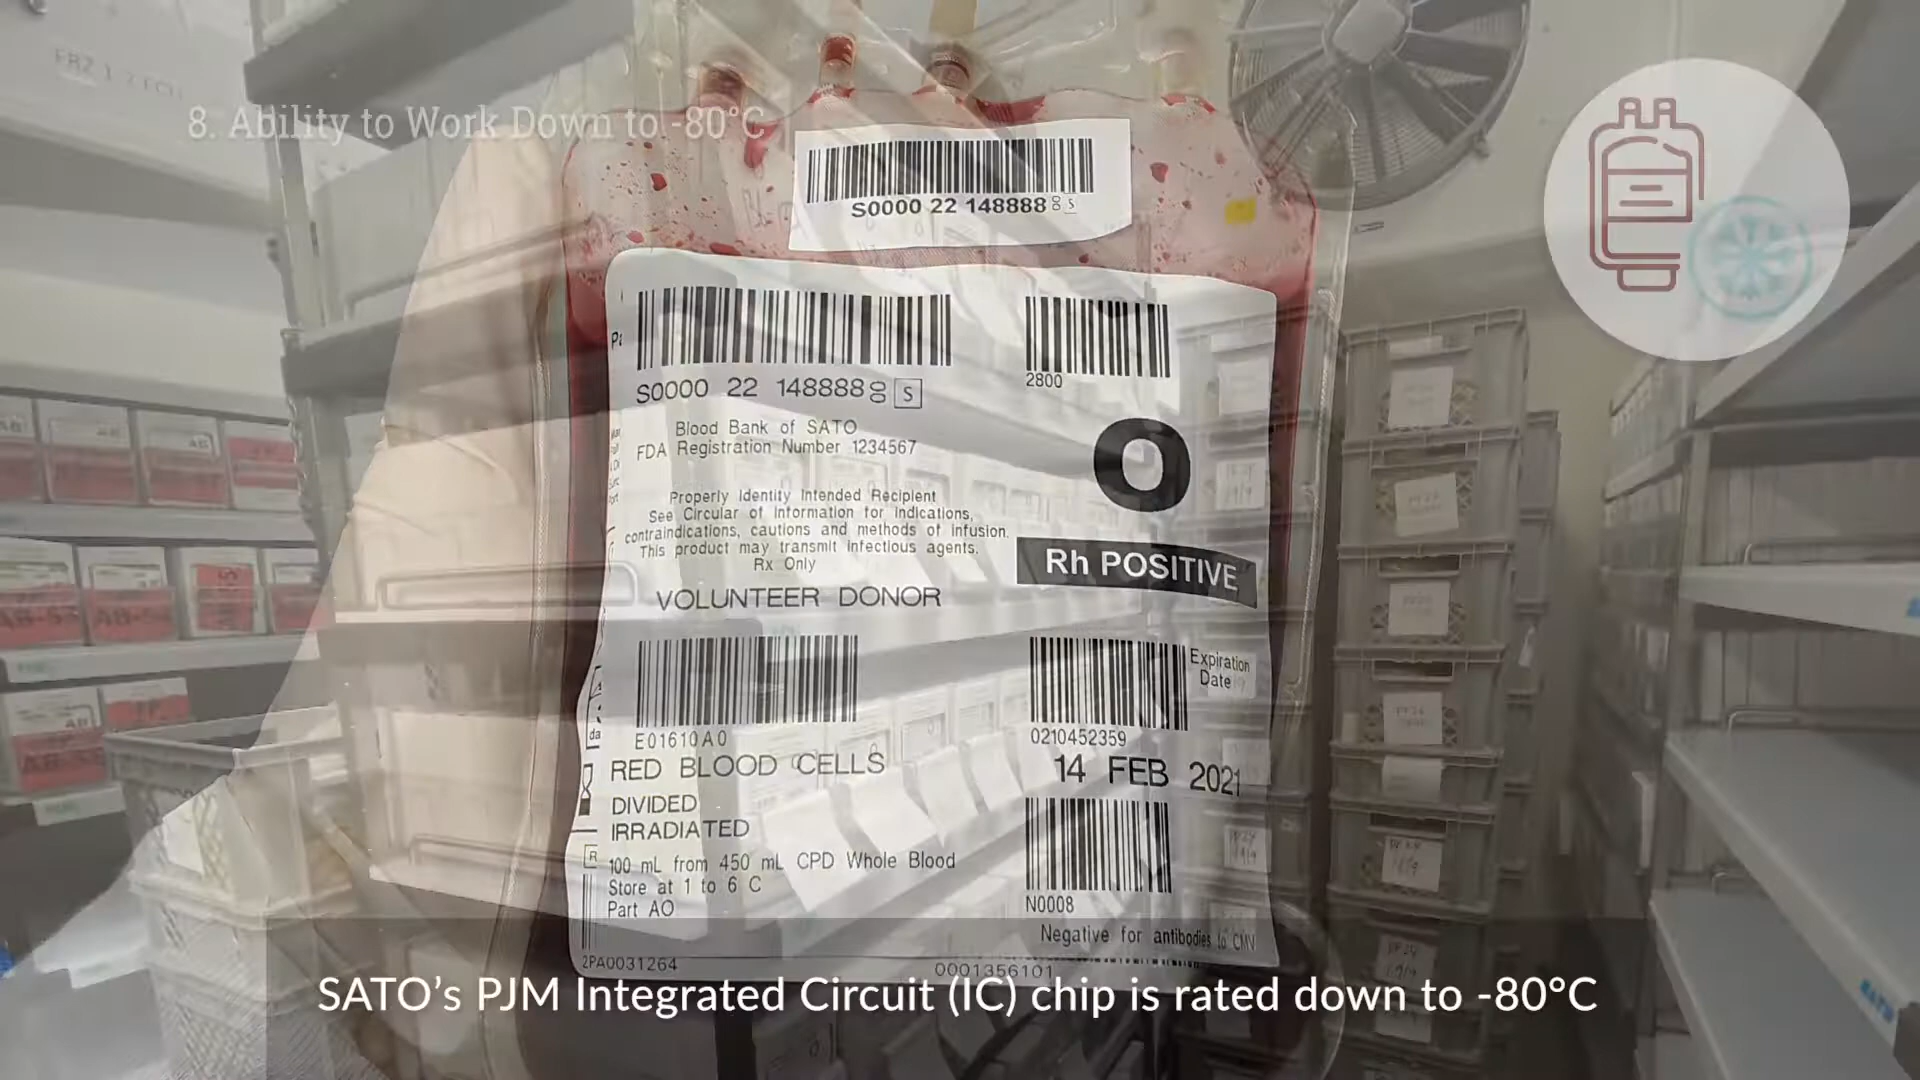 8. Ability to Work Down to -80°C
S0000 22 148888 S
S0000 22 148888 S
2800
Blood Bank of SATO
FDA Registration Number 1234567
O
Properly Identity Intended Recipient
See Circular of Information for Indications,
contraindications, cautions and methods of infusion.
This product may transmit infectious agents.
Rx Only
Rh POSITIVE
VOLUNTEER DONOR
Expiration
Date
E01610A0
0210452359
RED BLOOD CELLS
14 FEB 2021
DIVIDED
IRRADIATED
100 mL from 450 mL CPD Whole Blood
Store at 1 to 6 C
Part AO
N0008
Negative for antibodies to CMV
2PA0031264
0001356101
SATO’s PJM Integrated Circuit (IC) chip is rated down to -80°C